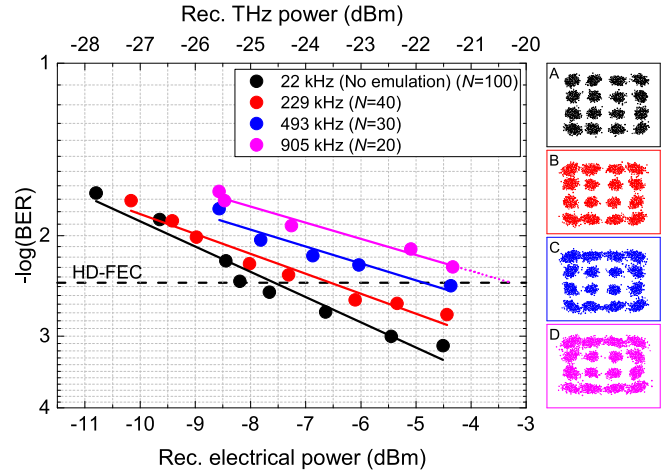 Rec. THz power (dBm)
-28 -27 -26 -25 -24 -23 -22 -21 -20
1
22 kHz (No emulation) (N=100)
229 kHz (N=40)
493 kHz (N=30)
905 kHz (N=20)
A
B
C
D
-log(BER)
2
HD-FEC
3
4
-11 -10 -9 -8 -7 -6 -5 -4 -3
Rec. electrical power (dBm)